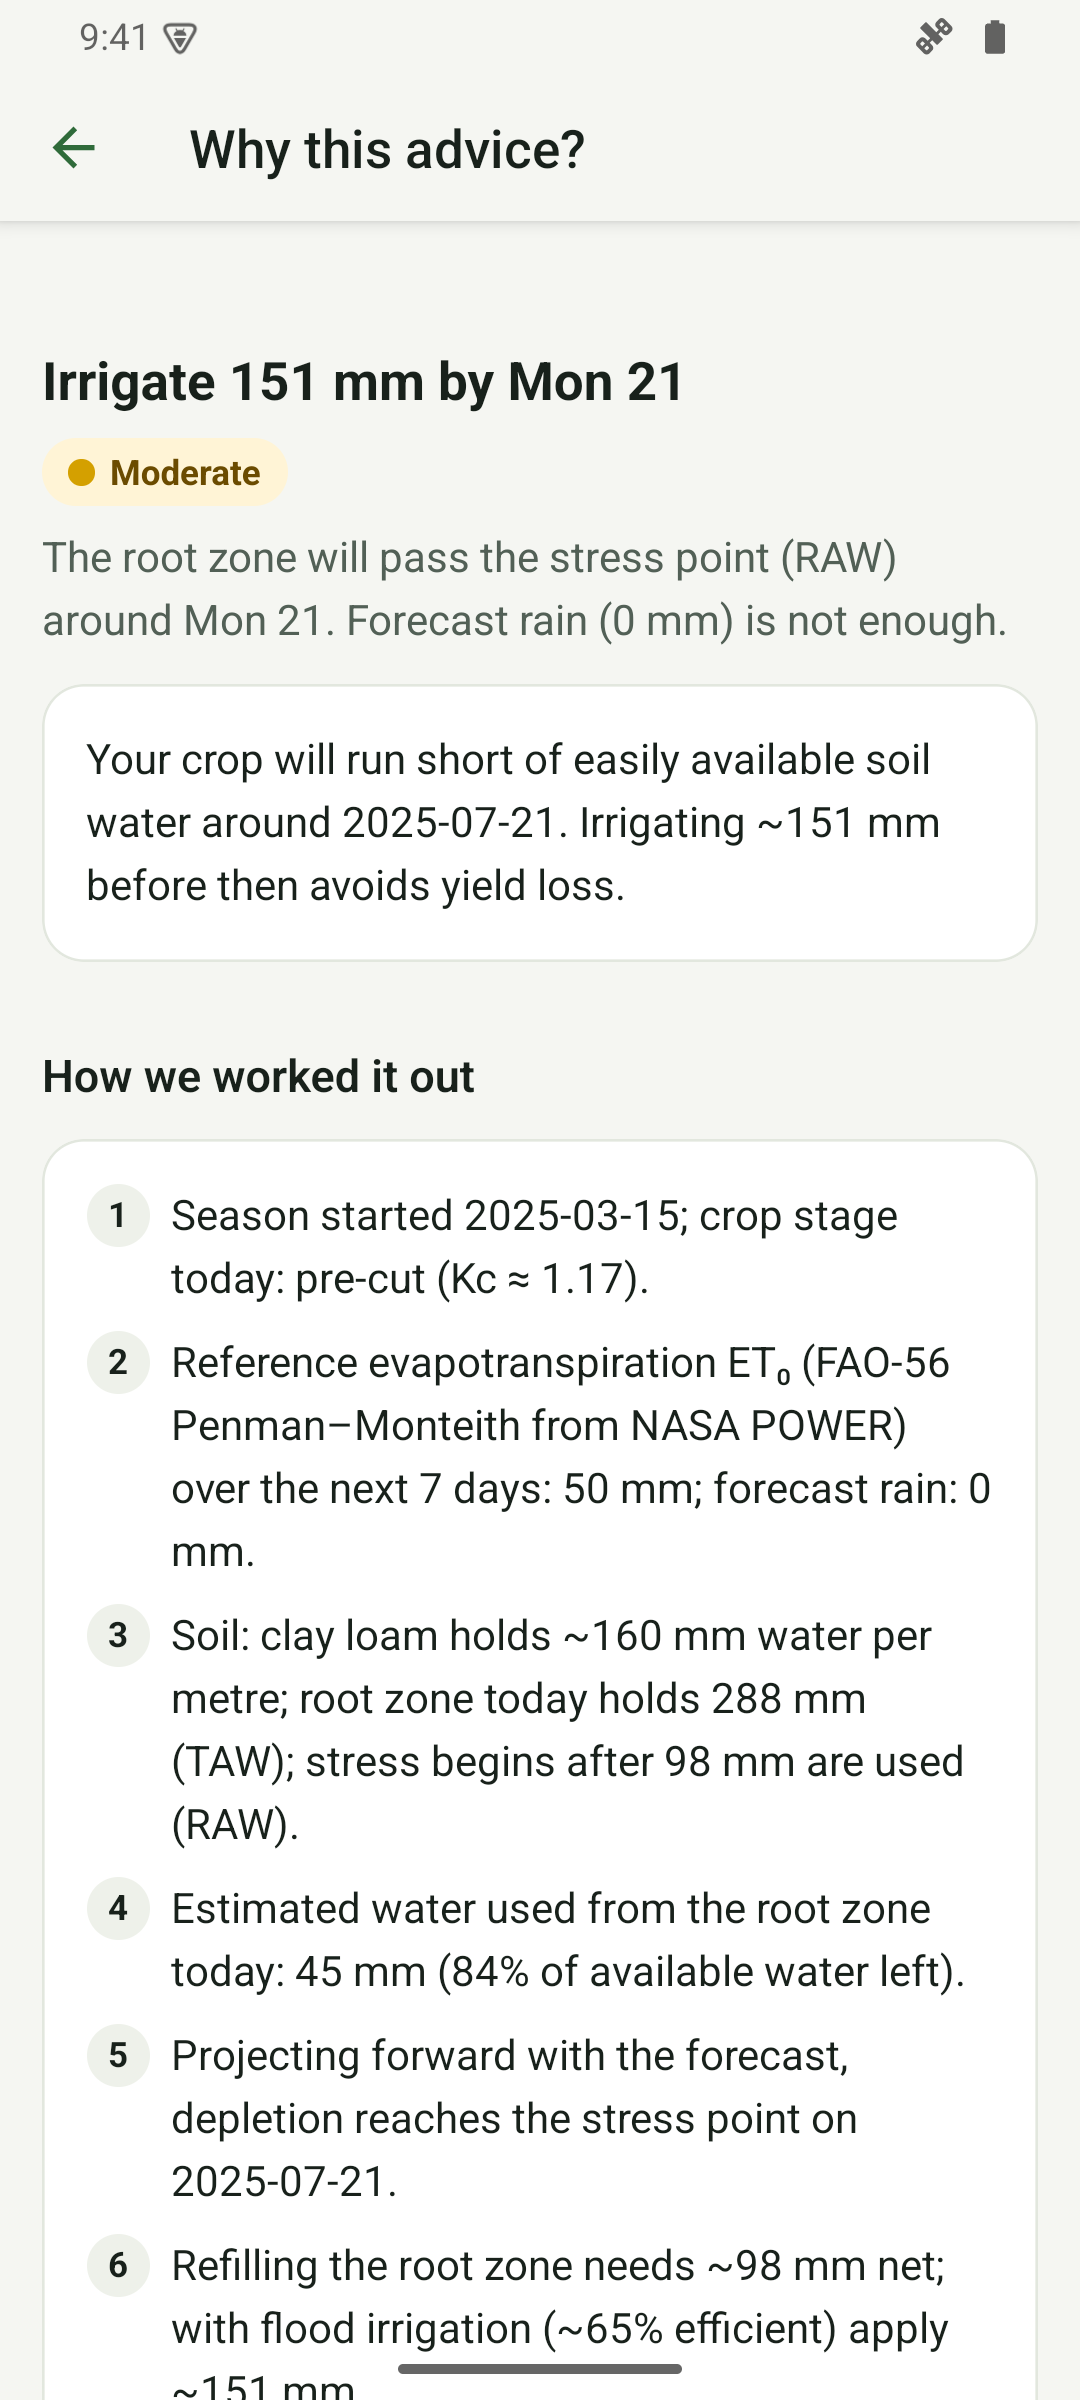 9:41
Why this advice?
Irrigate 151 mm by Mon 21
Moderate
The root zone will pass the stress point (RAW)
around Mon 21. Forecast rain (0 mm) is not enough.
Your crop will run short of easily available soil
water around 2025-07-21. Irrigating ~151 mm
before then avoids yield loss.
How we worked it out
1 Season started 2025-03-15; crop stage
today: pre-cut (Kc ≈ 1.17).
2 Reference evapotranspiration ET₀ (FAO-56
Penman–Monteith from NASA POWER)
over the next 7 days: 50 mm; forecast rain: 0
mm.
3 Soil: clay loam holds ~160 mm water per
metre; root zone today holds 288 mm
(TAW); stress begins after 98 mm are used
(RAW).
4 Estimated water used from the root zone
today: 45 mm (84% of available water left).
5 Projecting forward with the forecast,
depletion reaches the stress point on
2025-07-21.
6 Refilling the root zone needs ~98 mm net;
with flood irrigation (~65% efficient) apply
~151 mm